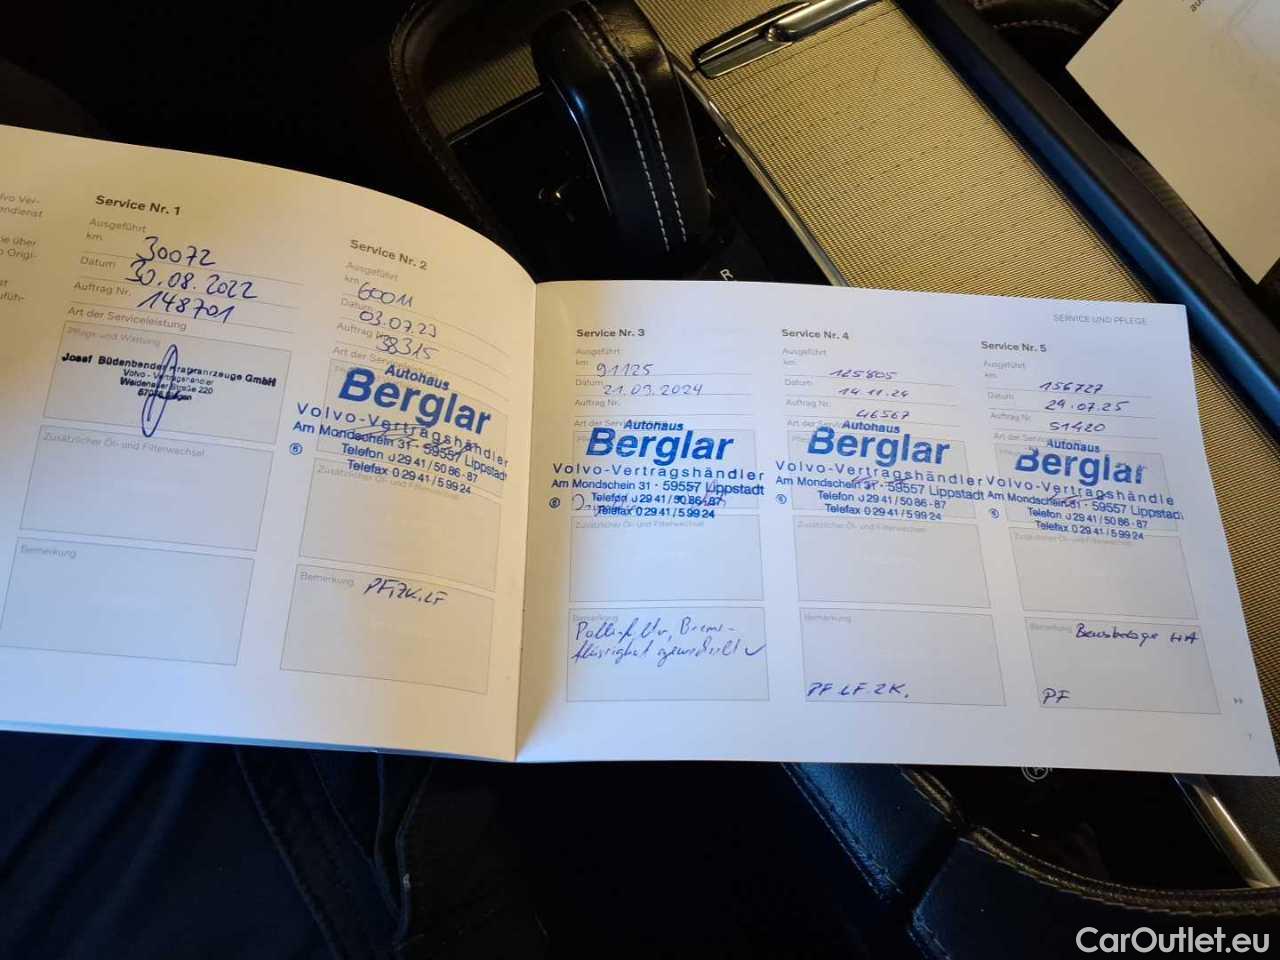 Service Nr. 1
Ausgeführt
km 30072
Datum 30.08.2022
Auftrag Nr. 148701
Art der Serviceleistung
Pflege und Wartung
Josef Büdenbender Kraftfahrzeuge GmbH
Volvo - Vertragshändler
Weidenauer Straße 220
57076 Siegen
Zusätzlicher Öl- und Filterwechsel
Bemerkung
Service Nr. 2
Ausgeführt
km 60011
Datum 03.07.23
Auftrag Nr. 38315
Art der
Autohaus
Berglar
Volvo-Vertragshändler
Am Mondschein 31 · 59557 Lippstadt
Telefon 0 29 41 / 50 86 - 87
Telefax 0 29 41 / 5 99 24
Zusätzlicher Öl- und Filterwechsel
Bemerkung PF, ZK, LF
SERVICE UND PFLEGE
Service Nr. 3
Ausgeführt
km 91125
Datum 21.03.2024
Auftrag Nr.
Art der
Autohaus
Berglar
Volvo-Vertragshändler
Am Mondschein 31 · 59557 Lippstadt
Telefon 0 29 41 / 50 86 - 87
Telefax 0 29 41 / 5 99 24
Zusätzlicher Öl- und Filterwechsel
Bemerkung
Pollenfilter, Brems-
flüssigkeit gewechselt ✓
Service Nr. 4
Ausgeführt
km 125805
Datum 14.11.24
Auftrag Nr. 46567
Art der
Autohaus
Berglar
Volvo-Vertragshändler
Am Mondschein 31 · 59557 Lippstadt
Telefon 0 29 41 / 50 86 - 87
Telefax 0 29 41 / 5 99 24
Zusätzlicher Öl- und Filterwechsel
Bemerkung
PF LF ZK.
Service Nr. 5
Ausgeführt
km 156727
Datum 29.07.25
Auftrag Nr. 51420
Art der
Autohaus
Berglar
Volvo-Vertragshändle
Am Mondschein 31 · 59557 Lippstadt
Telefon 0 29 41 / 50 86 - 87
Telefax 0 29 41 / 5 99 24
Zusätzlicher Öl- und Filterwechsel
Bemerkung Bremsbeläge HA
PF
7
R
CarOutlet.eu